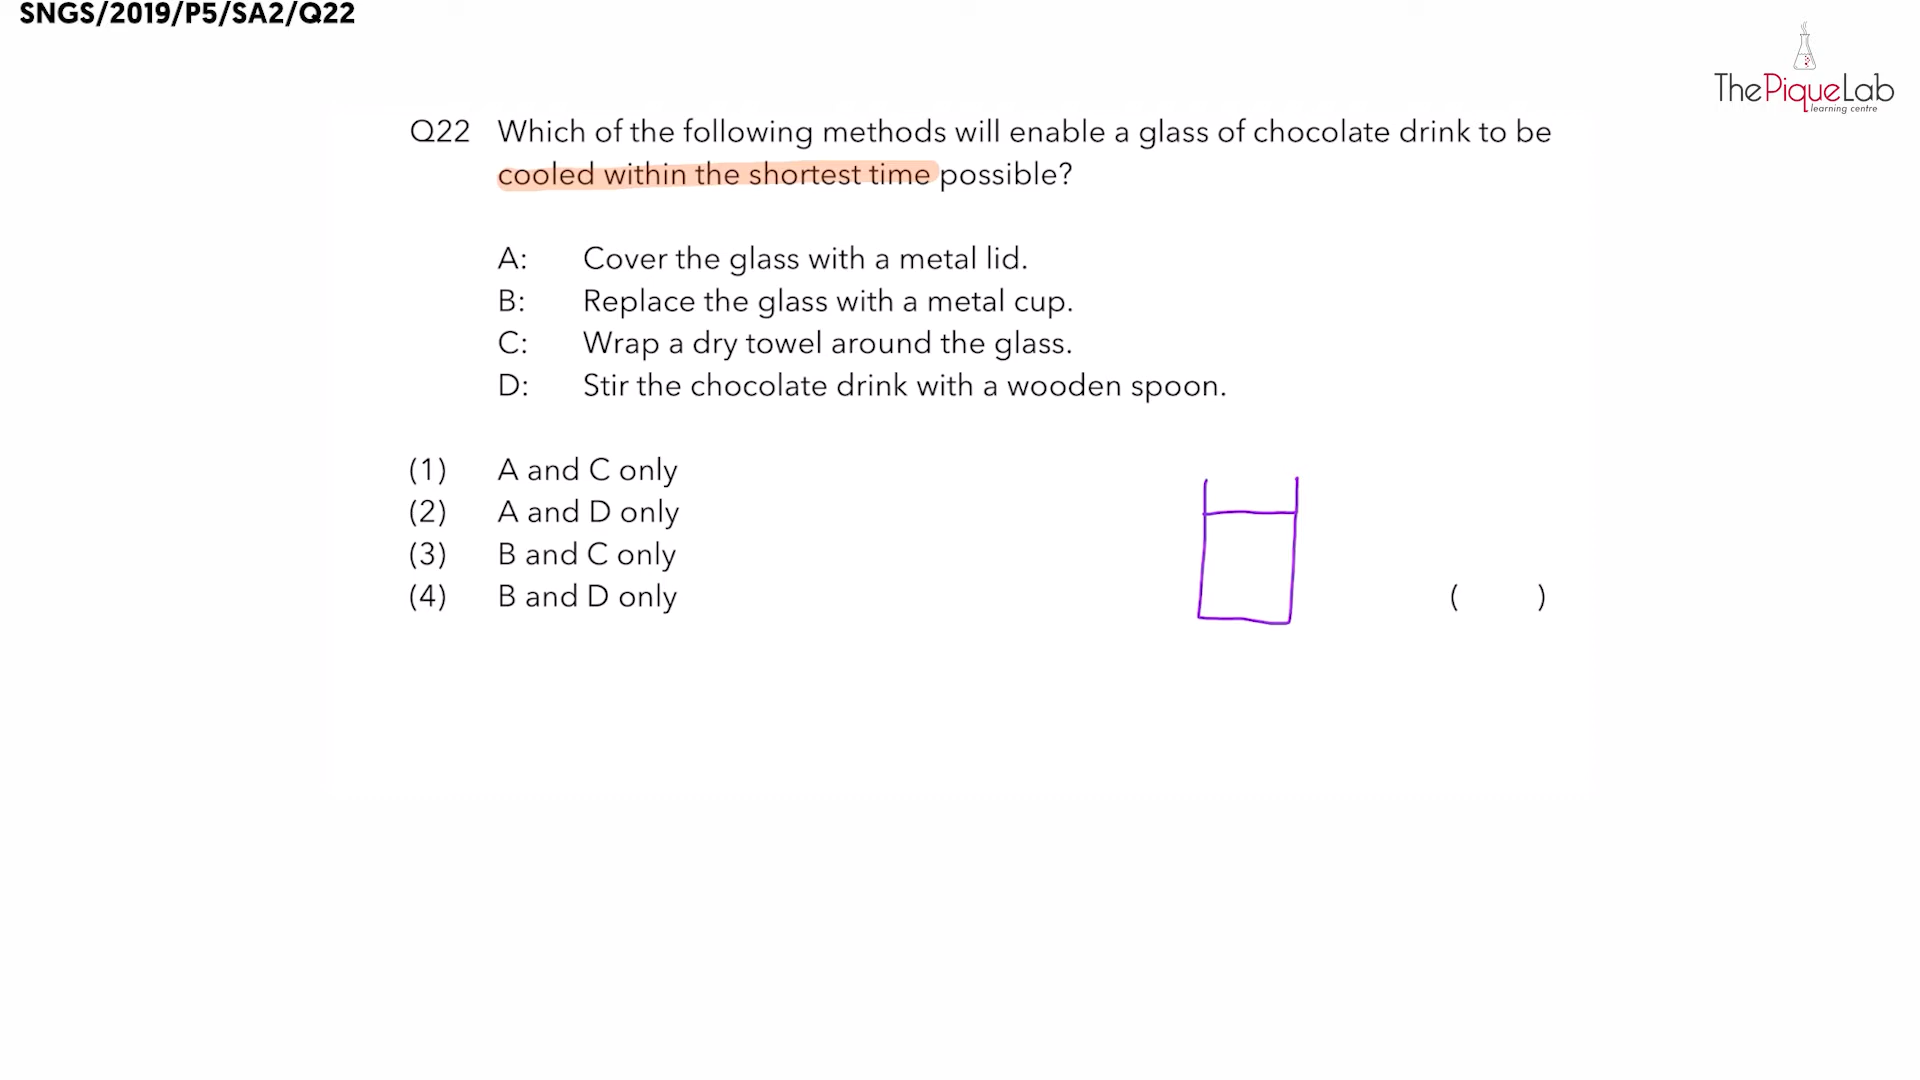 SNGS/2019/P5/SA2/Q22
ThePiqueLab
learning centre
Q22 Which of the following methods will enable a glass of chocolate drink to be
cooled within the shortest time possible?
A: Cover the glass with a metal lid.
B: Replace the glass with a metal cup.
C: Wrap a dry towel around the glass.
D: Stir the chocolate drink with a wooden spoon.
(1) A and C only
(2) A and D only
(3) B and C only
(4) B and D only
( )